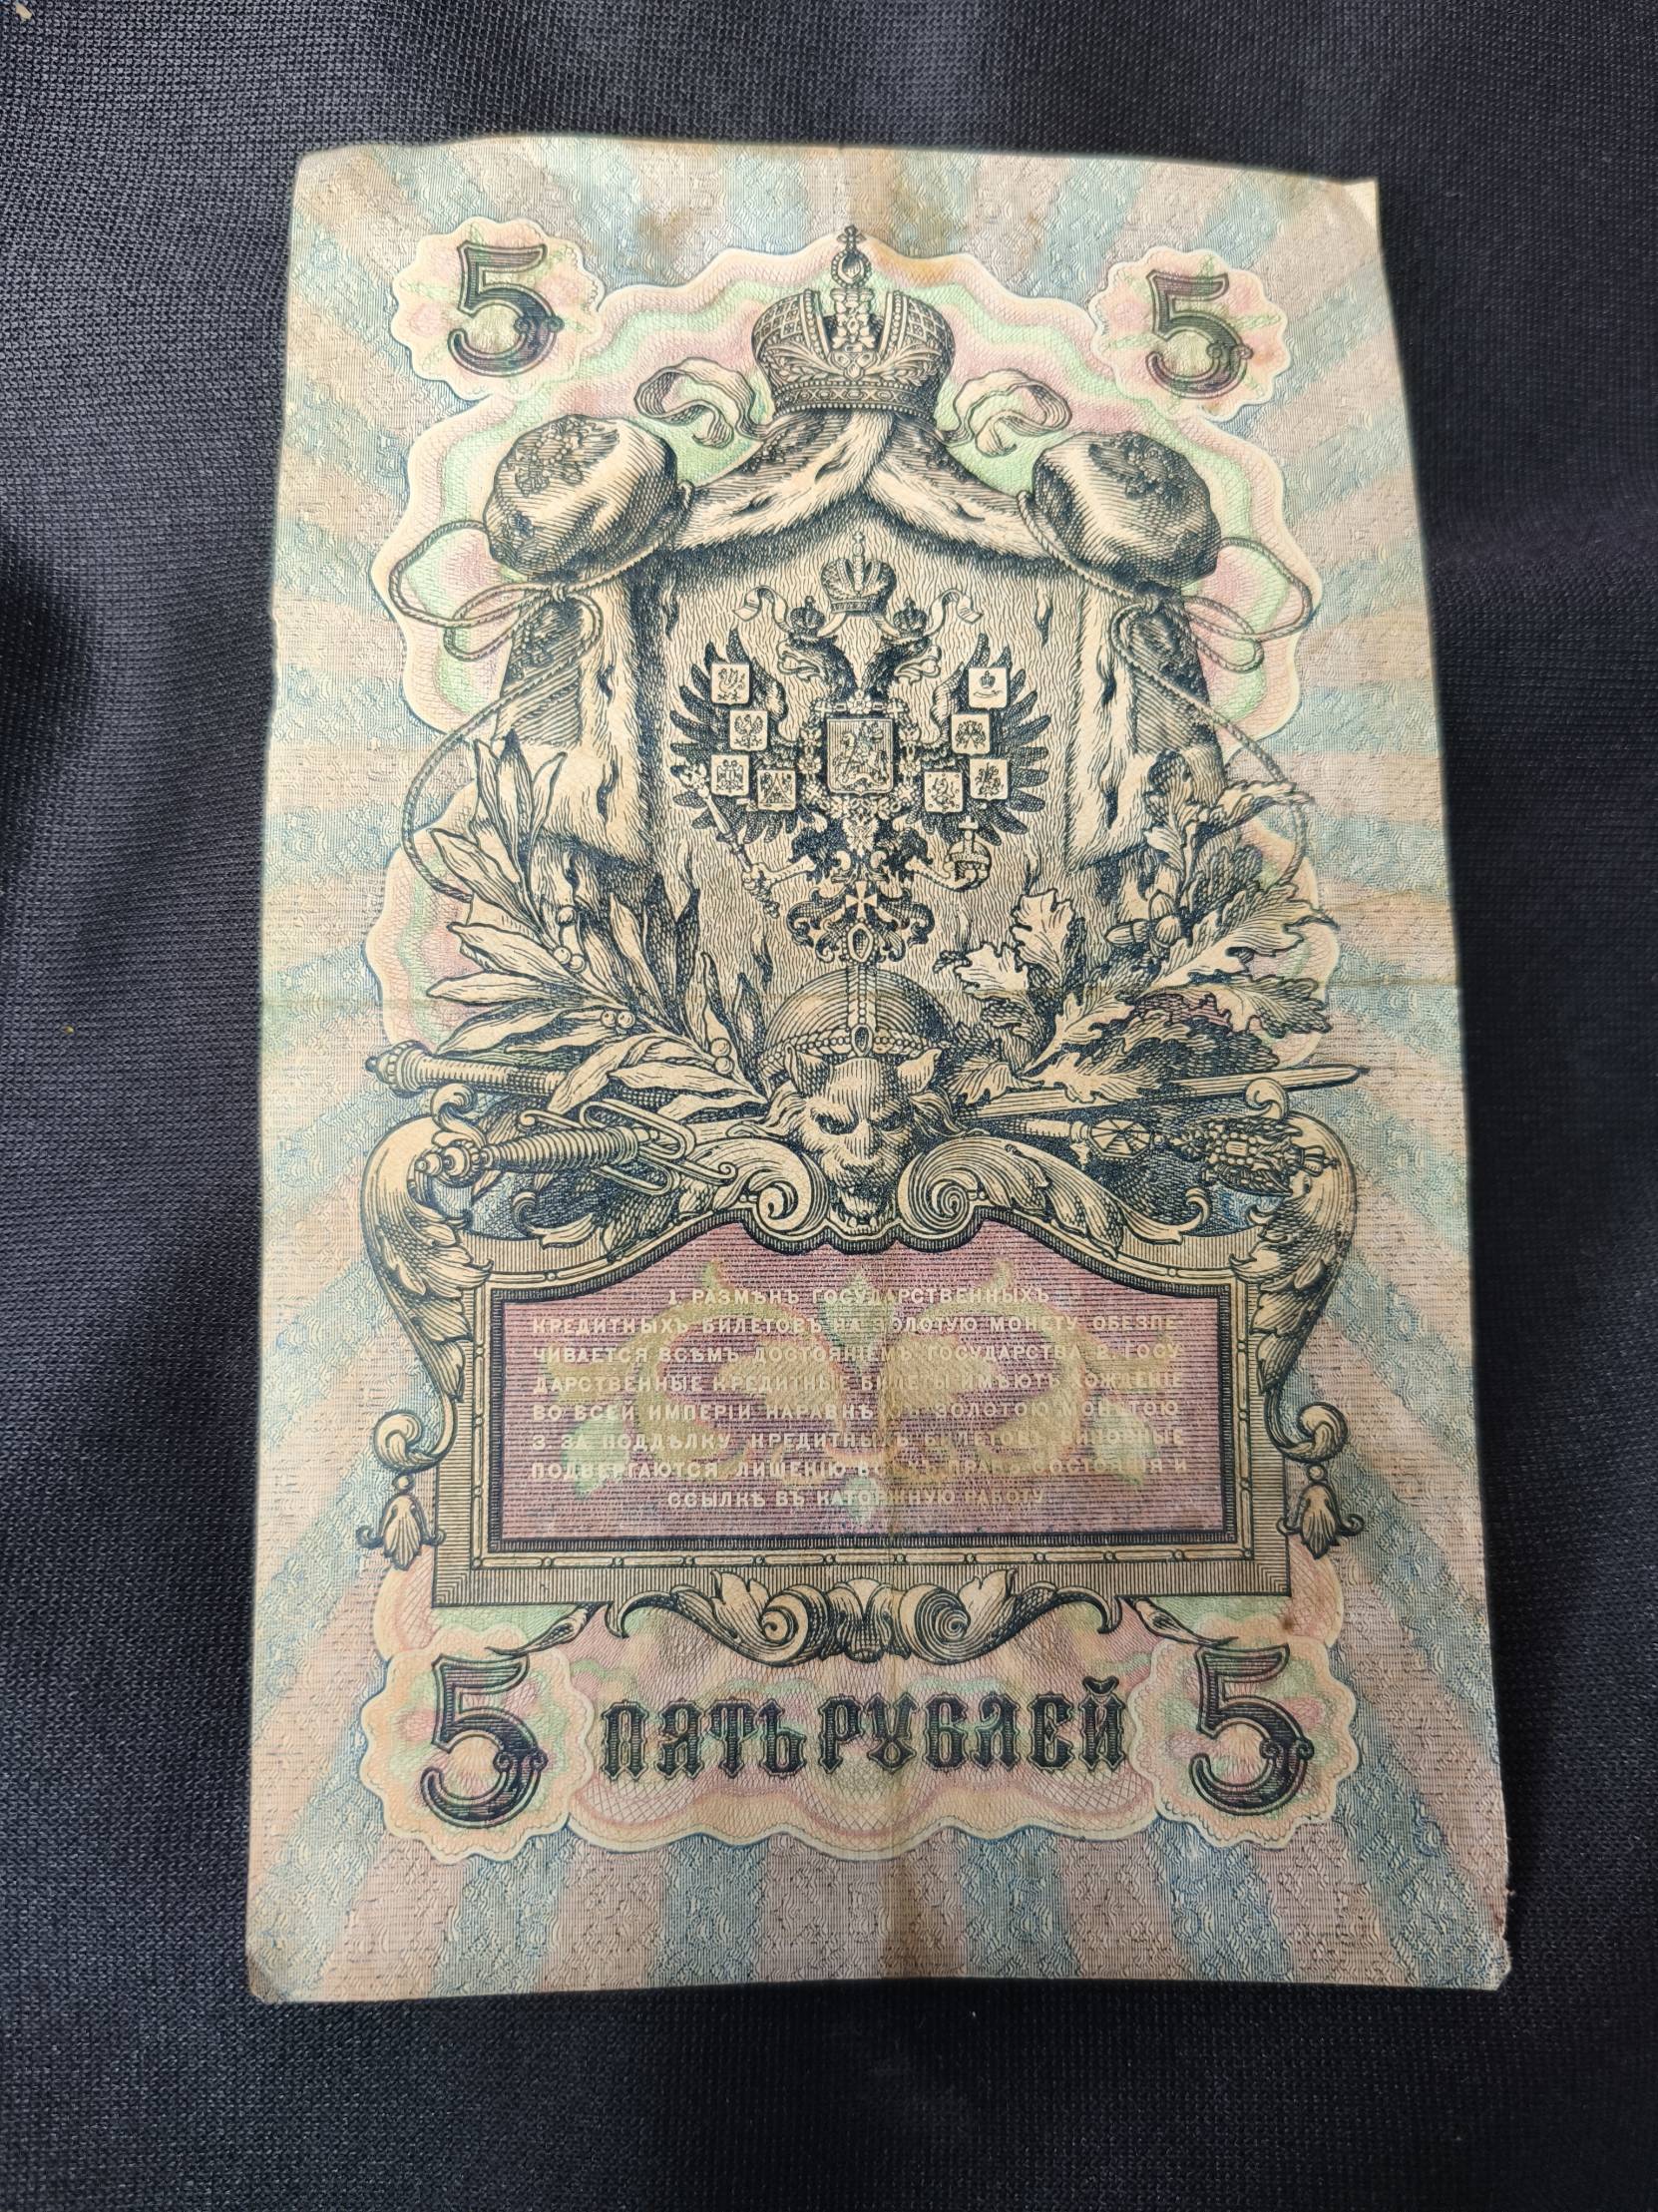 5 5
1. РАЗМѢНЪ ГОСУДАРСТВЕННЫХЪ
КРЕДИТНЫХЪ БИЛЕТОВЪ НА ЗОЛОТУЮ МОНЕТУ ОБЕЗПЕ-
ЧИВАЕТСЯ ВСѢМЪ ДОСТОЯНІЕМЪ ГОСУДАРСТВА. 2. ГОСУ
ДАРСТВЕННЫЕ КРЕДИТНЫЕ БИЛЕТЫ ИМѢЮТЪ ХОЖДЕНІЕ
ВО ВСЕЙ ИМПЕРІИ НАРАВНѢ СЪ ЗОЛОТОЮ МОНЕТОЮ.
3. ЗА ПОДДѢЛКУ КРЕДИТНЫХЪ БИЛЕТОВЪ ВИНОВНЫЕ
ПОДВЕРГАЮТСЯ ЛИШЕНІЮ ВСѢХЪ ПРАВЪ СОСТОЯНІЯ И
ССЫЛКѢ ВЪ КАТОРЖНУЮ РАБОТУ
5 ПЯТЬ РУБЛЕЙ 5